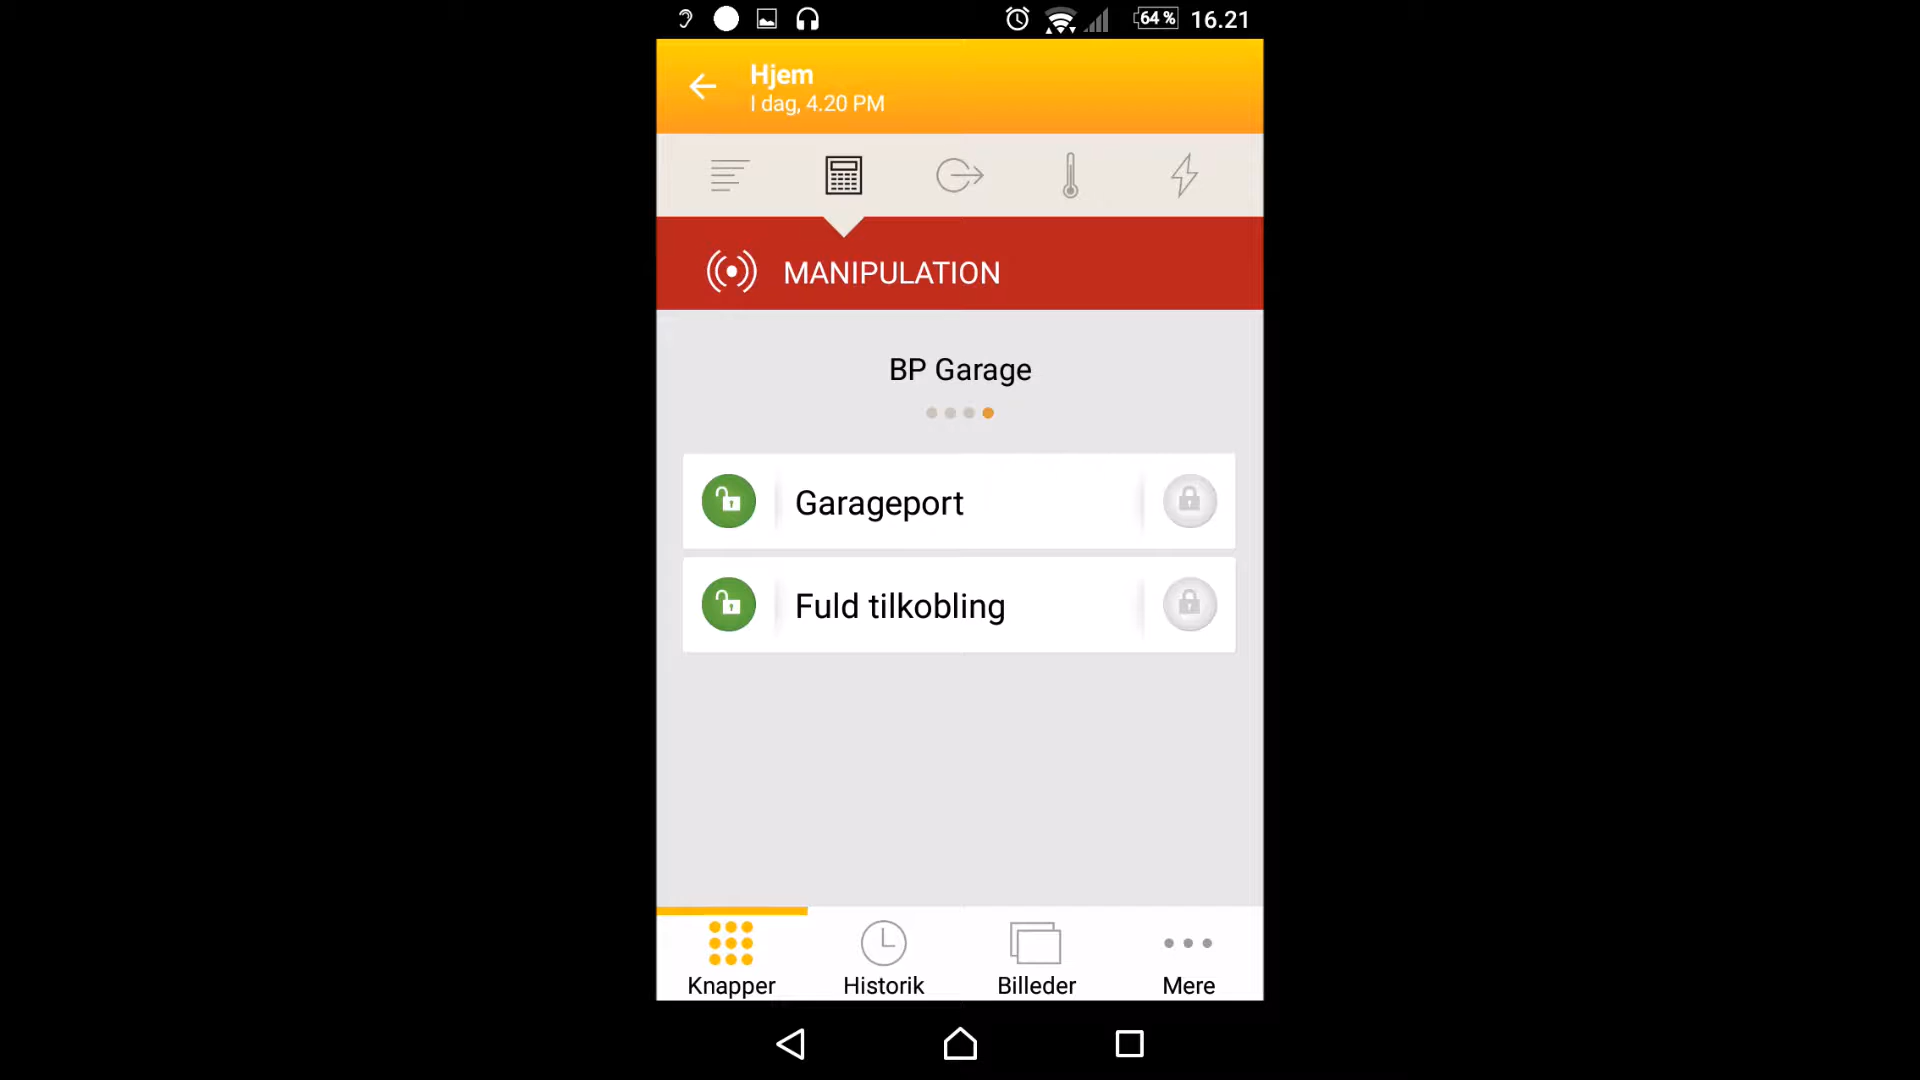 64 % 16.21
Hjem
I dag, 4.20 PM
MANIPULATION
BP Garage
Garageport
Fuld tilkobling
Knapper Historik Billeder Mere